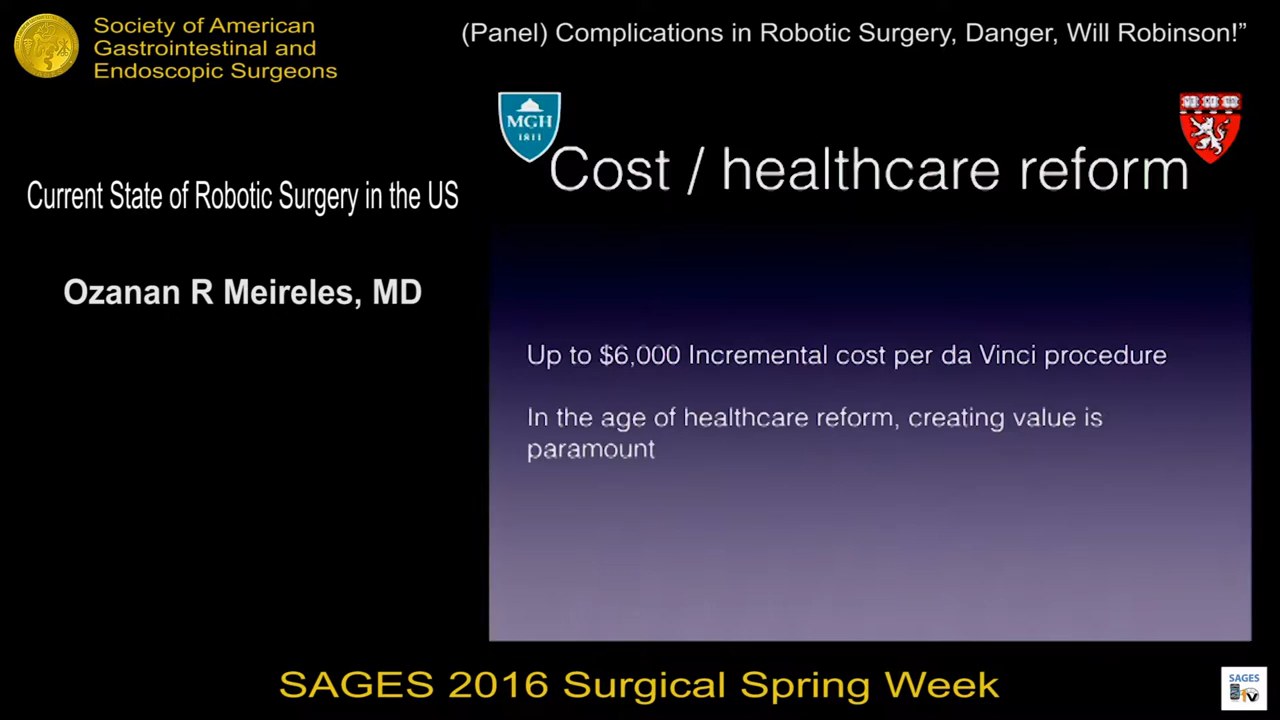 Society of American
Gastrointestinal and
Endoscopic Surgeons
(Panel) Complications in Robotic Surgery, Danger, Will Robinson!”
MGH
1811
Cost / healthcare reform
Current State of Robotic Surgery in the US
Ozanan R Meireles, MD
Up to $6,000 Incremental cost per da Vinci procedure
In the age of healthcare reform, creating value is
paramount
SAGES 2016 Surgical Spring Week
SAGES
TV